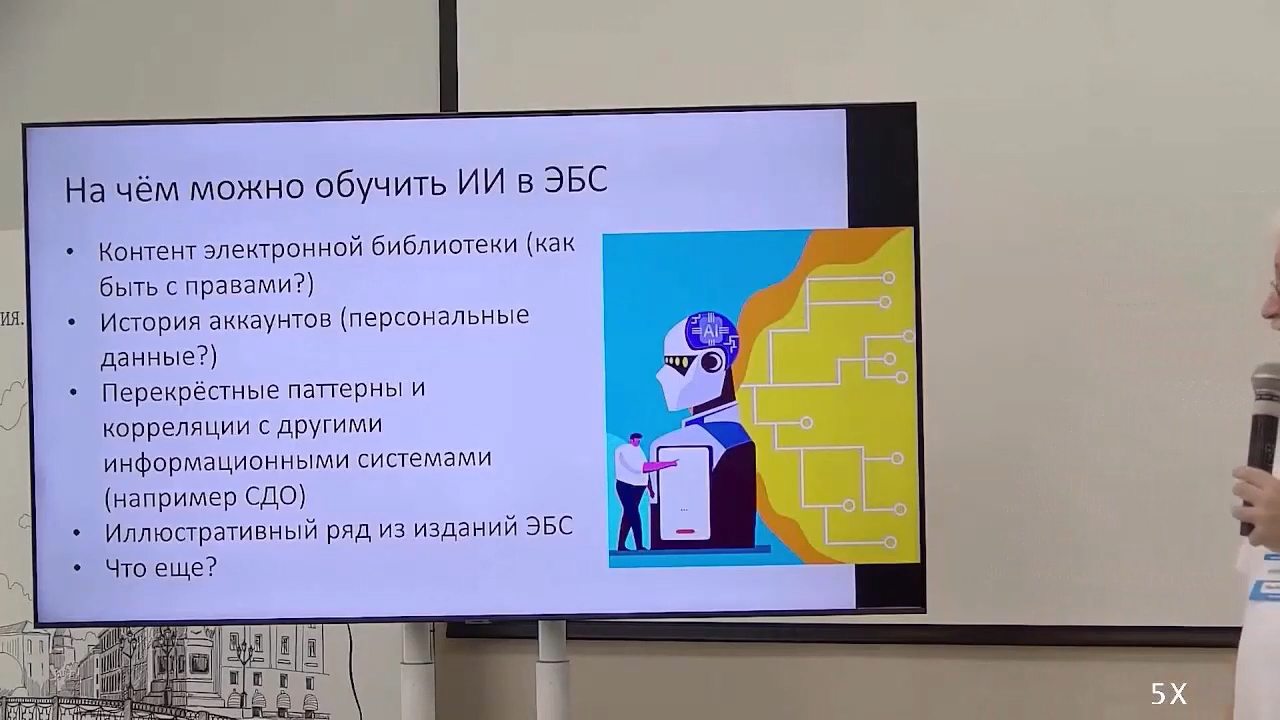 На чём можно обучить ИИ в ЭБС
• Контент электронной библиотеки (как
быть с правами?)
• История аккаунтов (персональные
данные?)
• Перекрёстные паттерны и
корреляции с другими
информационными системами
(например СДО)
• Иллюстративный ряд из изданий ЭБС
• Что еще?
AI
ия.
5X